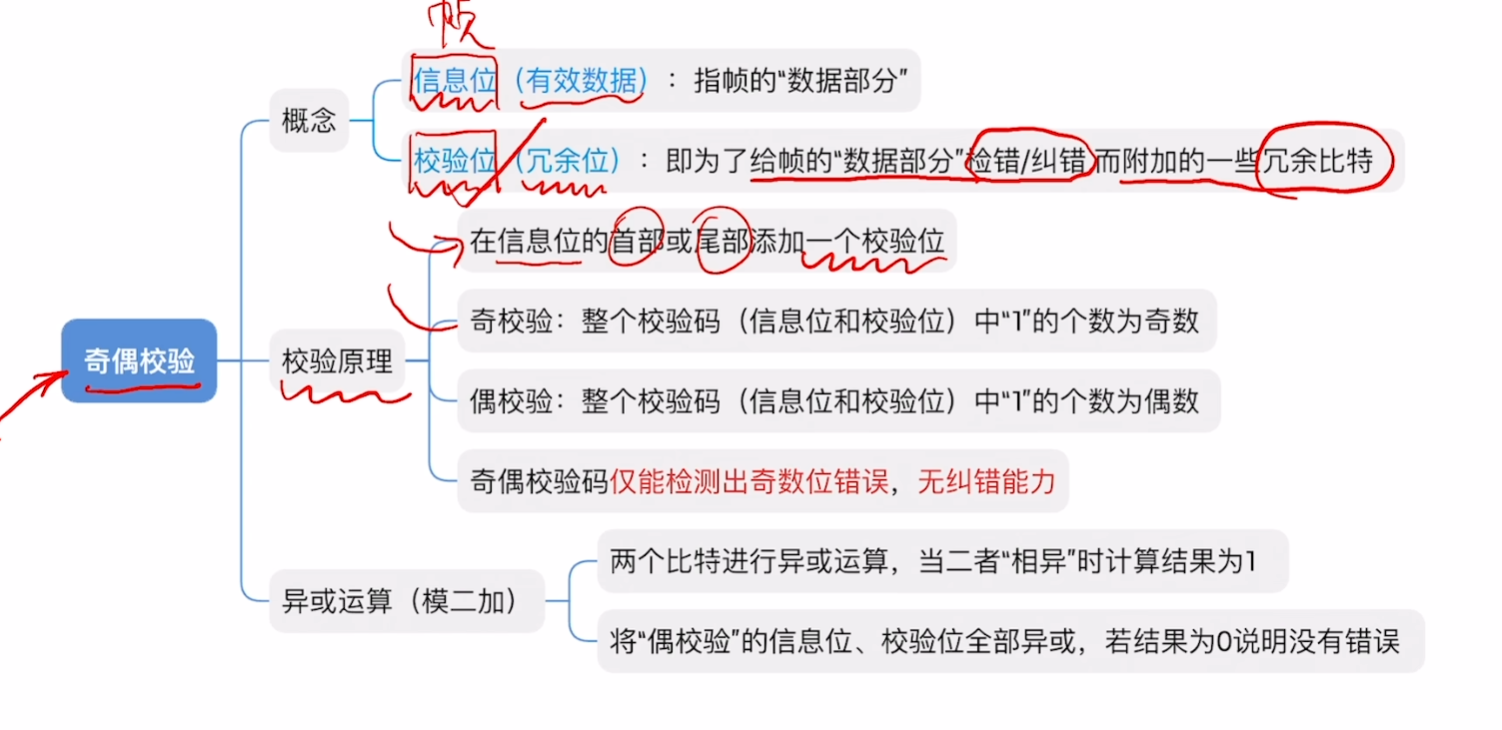 帧
信息位（有效数据）：指帧的“数据部分”
概念
校验位（冗余位）：即为了给帧的“数据部分”检错/纠错而附加的一些冗余比特
在信息位的首部或尾部添加一个校验位
奇校验：整个校验码（信息位和校验位）中“1”的个数为奇数
奇偶校验
校验原理
偶校验：整个校验码（信息位和校验位）中“1”的个数为偶数
奇偶校验码仅能检测出奇数位错误，无纠错能力
两个比特进行异或运算，当二者“相异”时计算结果为1
异或运算（模二加）
将“偶校验”的信息位、校验位全部异或，若结果为0说明没有错误